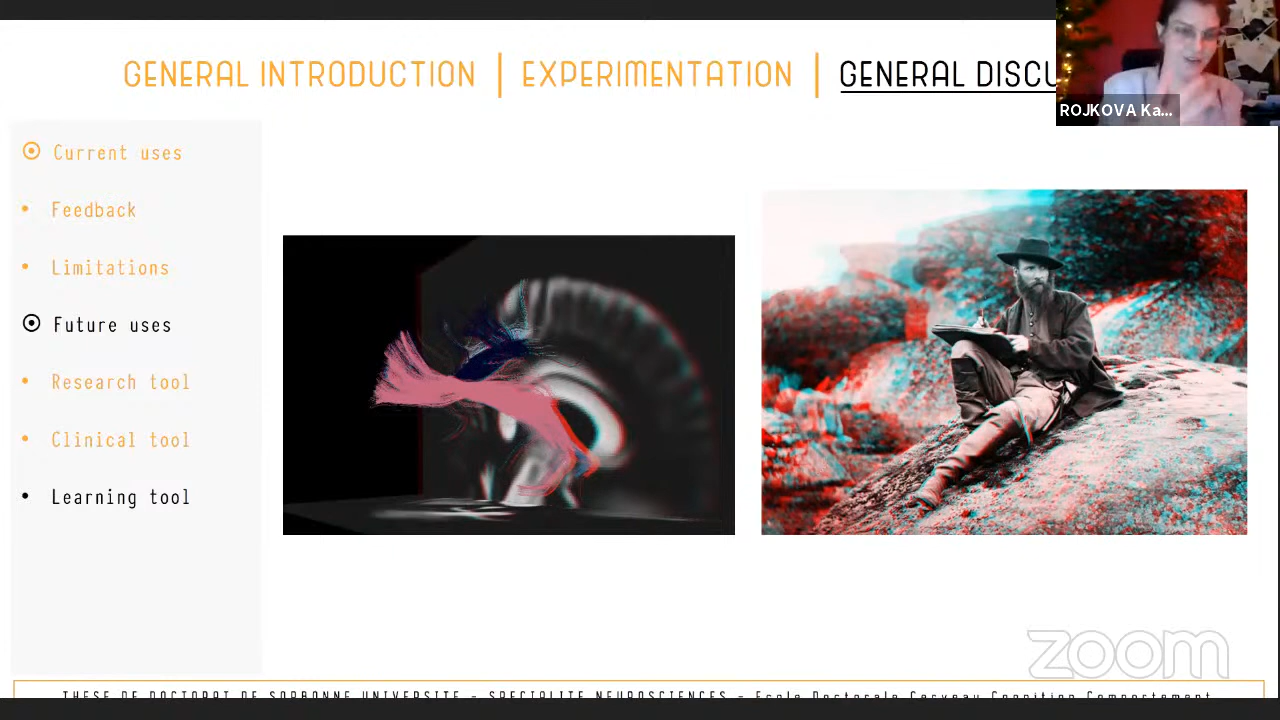 GENERAL INTRODUCTION | EXPERIMENTATION | GENERAL DISCU
ROJKOVA Ka...
Current uses
• Feedback
• Limitations
Future uses
• Research tool
• Clinical tool
• Learning tool
zoom
THESE DE DOCTORAT DE SORBONNE UNIVERSITE - SPECIALITE NEUROSCIENCES - Ecole Doctorale Cerveau Cognition Comportement